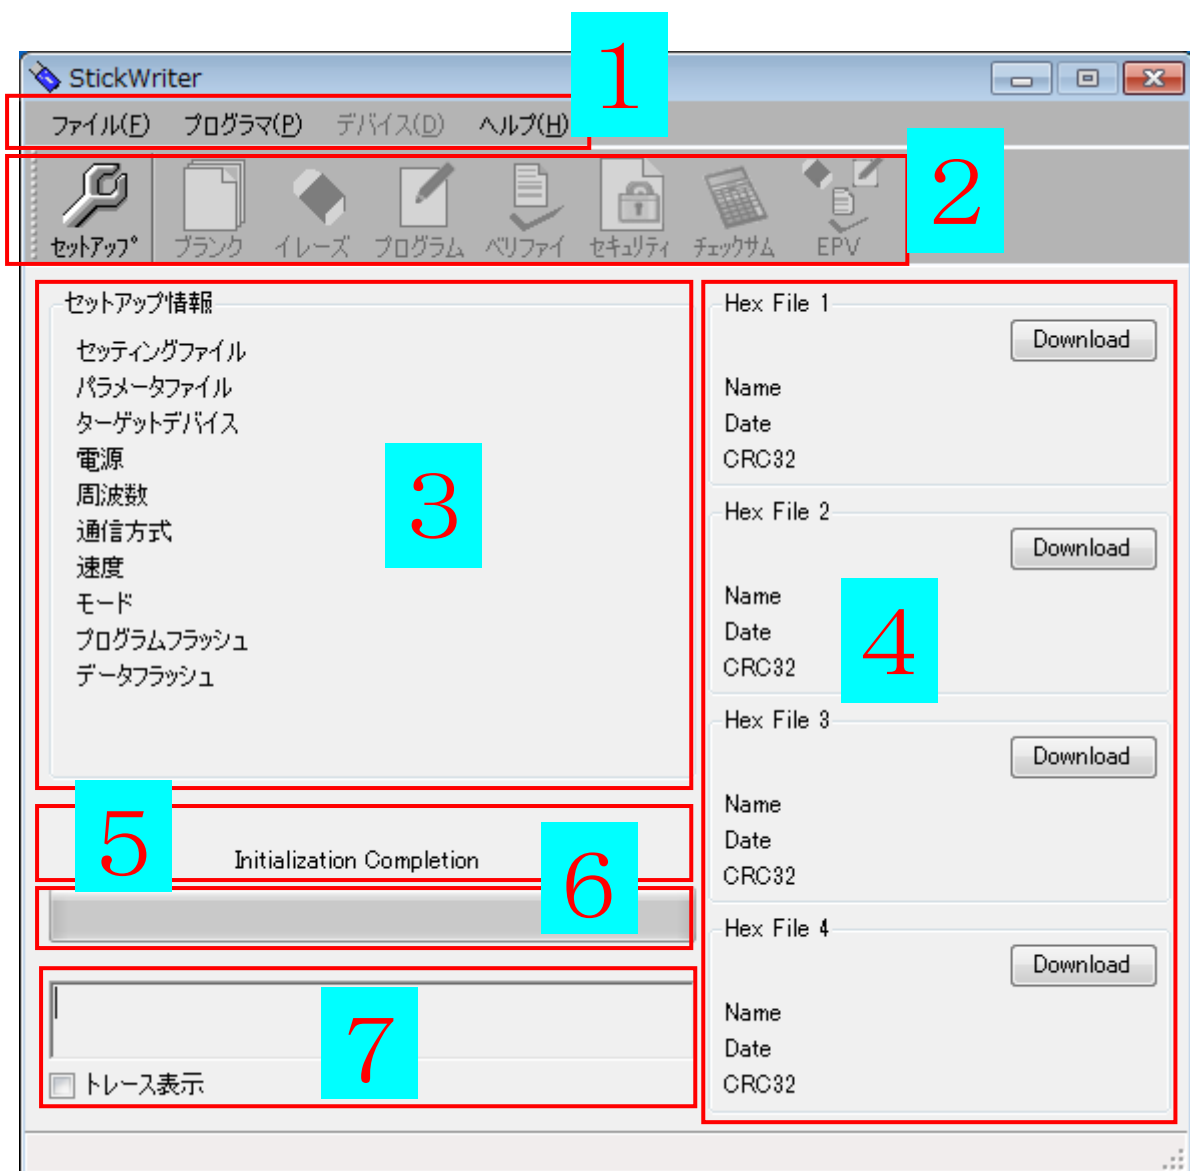 1
StickWriter
ファイル(F) プログラマ(P) デバイス(D) ヘルプ(H)
2
セットアップ ブランク イレーズ プログラム ベリファイ セキュリティ チェックサム EPV
セットアップ情報
セッティングファイル
パラメータファイル
ターゲットデバイス
電源
周波数
通信方式
速度
モード
プログラムフラッシュ
データフラッシュ
3
Hex File 1
Download
Name
Date
CRC32
Hex File 2
Download
Name
Date
CRC32
4
Hex File 3
Download
Name
Date
CRC32
Hex File 4
Download
Name
Date
CRC32
5
Initialization Completion
6
7
トレース表示